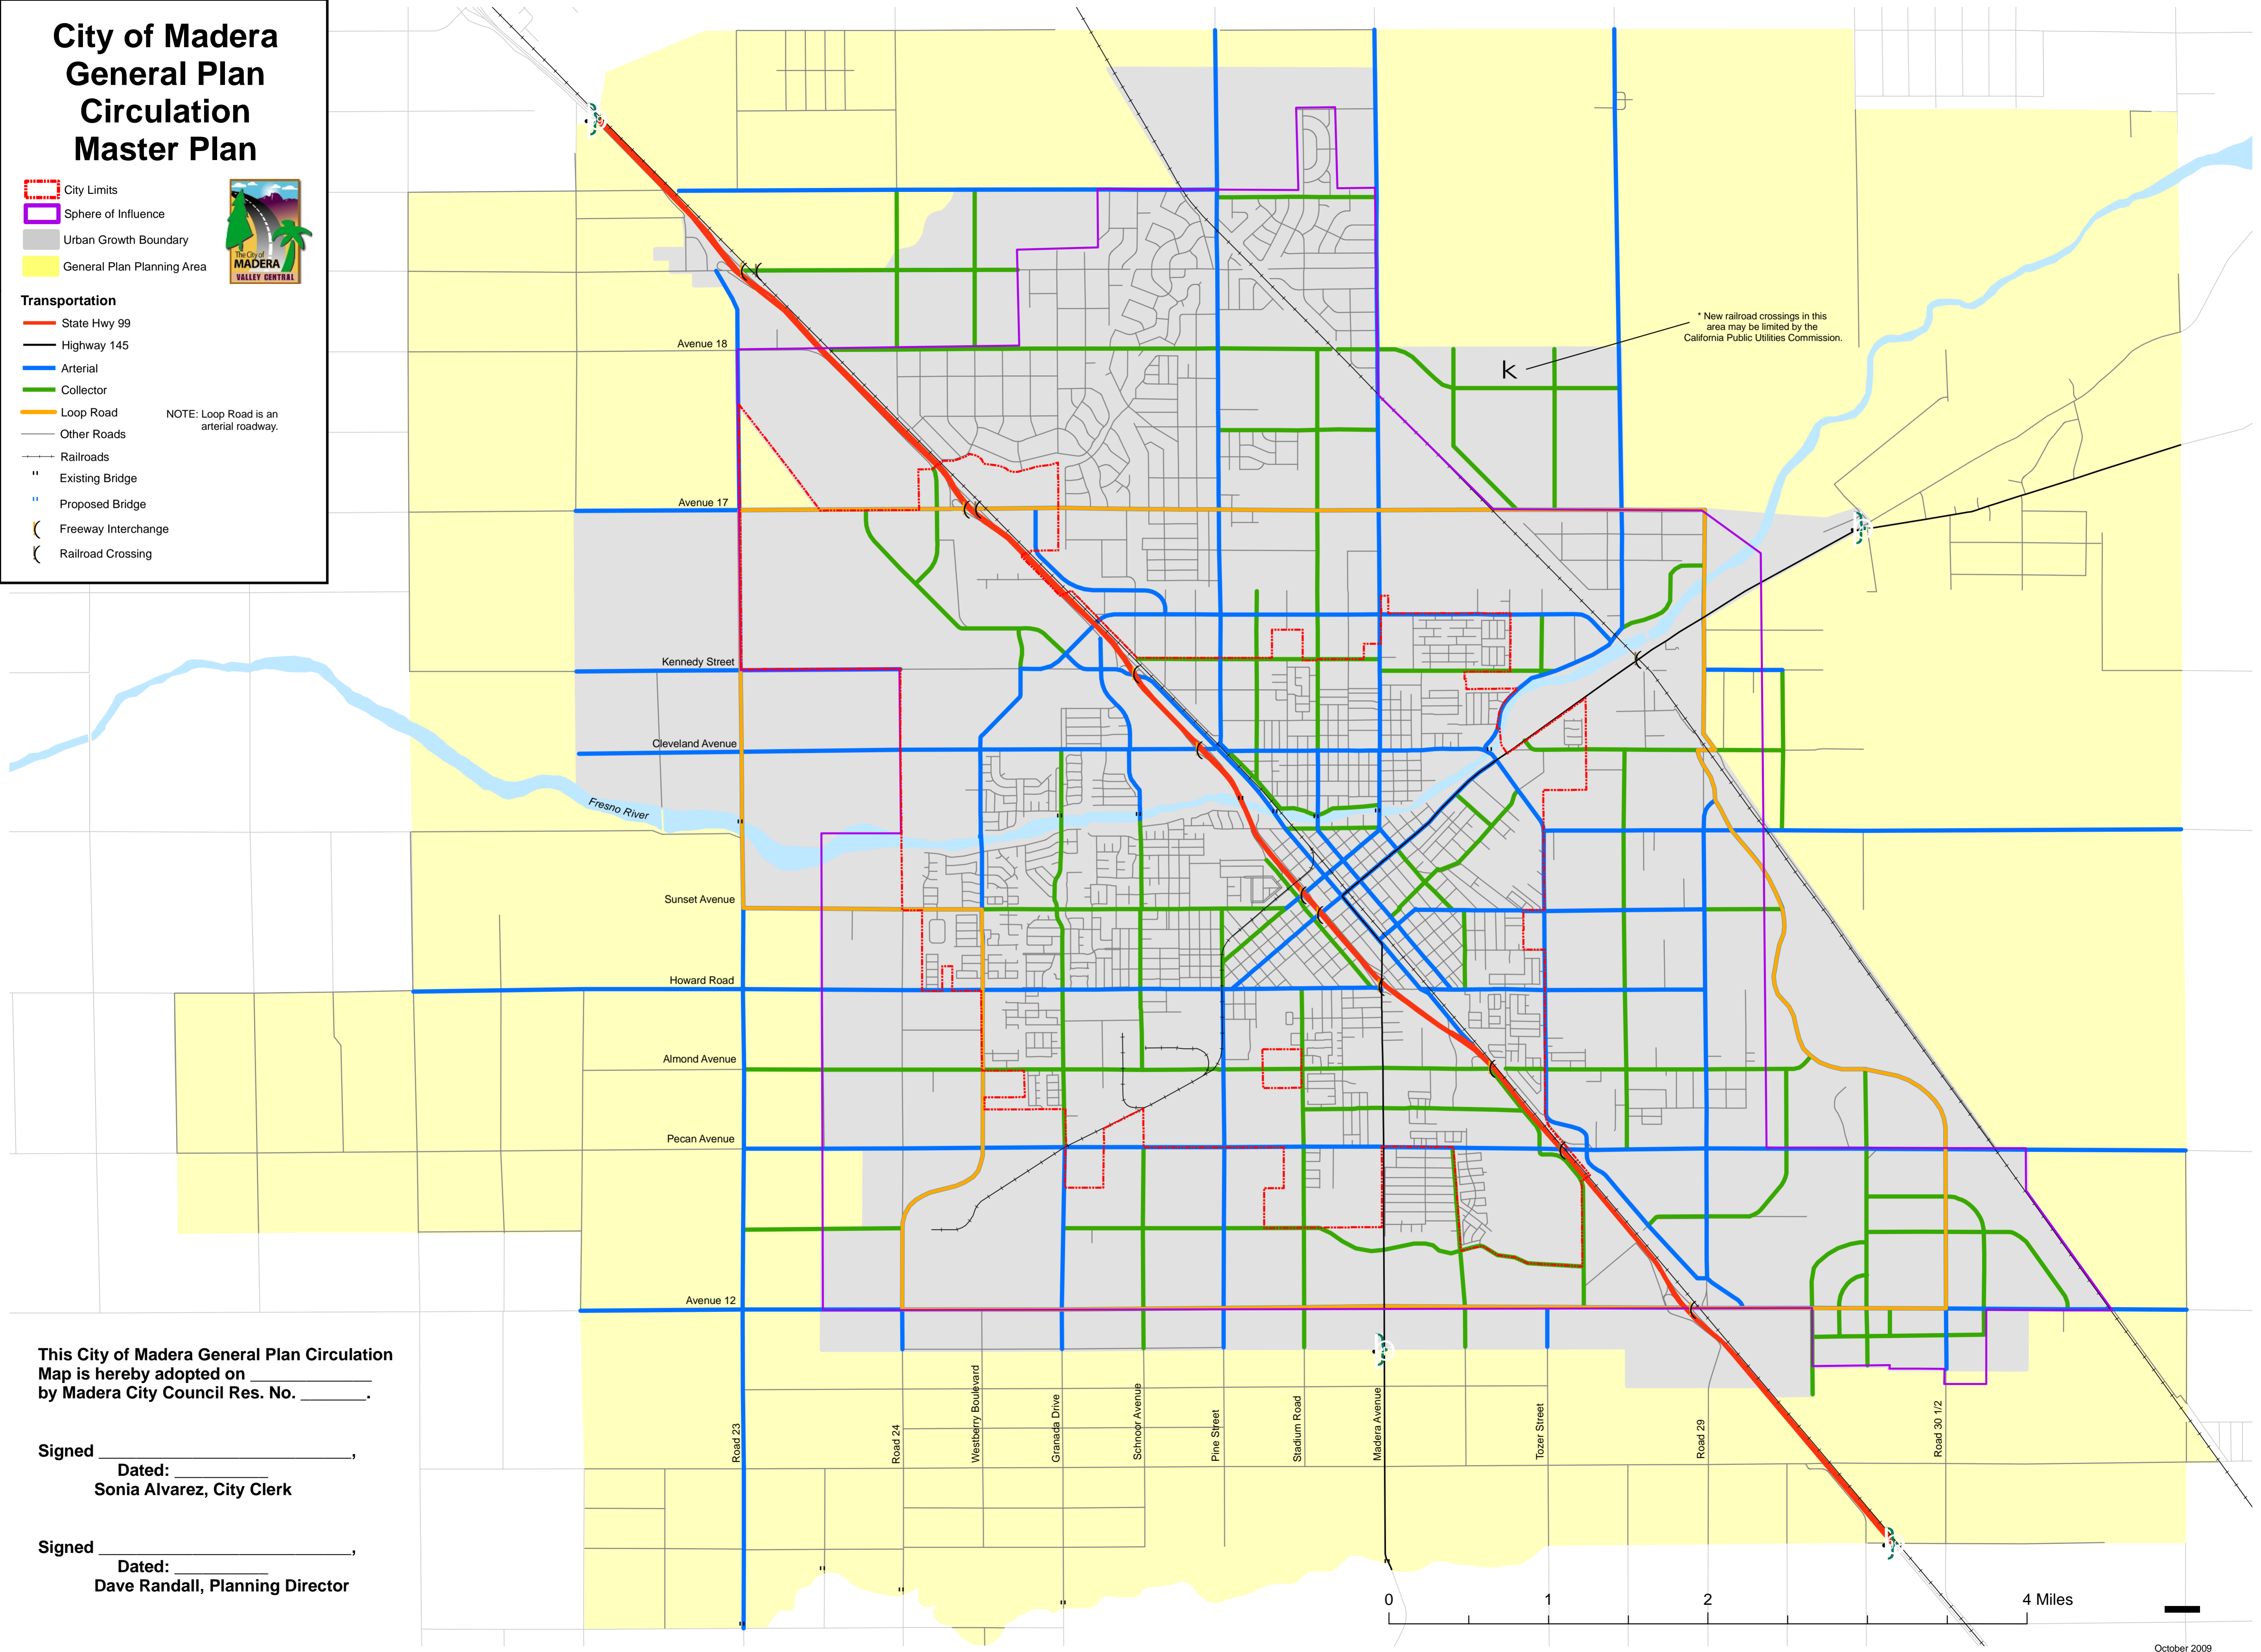 City of Madera
General Plan
Circulation
Master Plan
City Limits
Sphere of Influence
Urban Growth Boundary
General Plan Planning Area
The City of
MADERA
VALLEY CENTRAL
Transportation
State Hwy 99
Highway 145
Arterial
Collector
Loop Road
NOTE: Loop Road is an
arterial roadway.
Other Roads
Railroads
" Existing Bridge
" Proposed Bridge
Freeway Interchange
Railroad Crossing
* New railroad crossings in this
area may be limited by the
California Public Utilities Commission.
k
Avenue 18
Avenue 17
Kennedy Street
Cleveland Avenue
Fresno River
Sunset Avenue
Howard Road
Almond Avenue
Pecan Avenue
Avenue 12
Road 23
Road 24
Westberry Boulevard
Granada Drive
Schnoor Avenue
Pine Street
Stadium Road
Madera Avenue
Tozer Street
Road 29
Road 30 1/2
This City of Madera General Plan Circulation
Map is hereby adopted on _____________
by Madera City Council Res. No. _______.
Signed ___________________________,
Dated: __________
Sonia Alvarez, City Clerk
Signed ___________________________,
Dated: __________
Dave Randall, Planning Director
0 1 2 4 Miles
October 2009